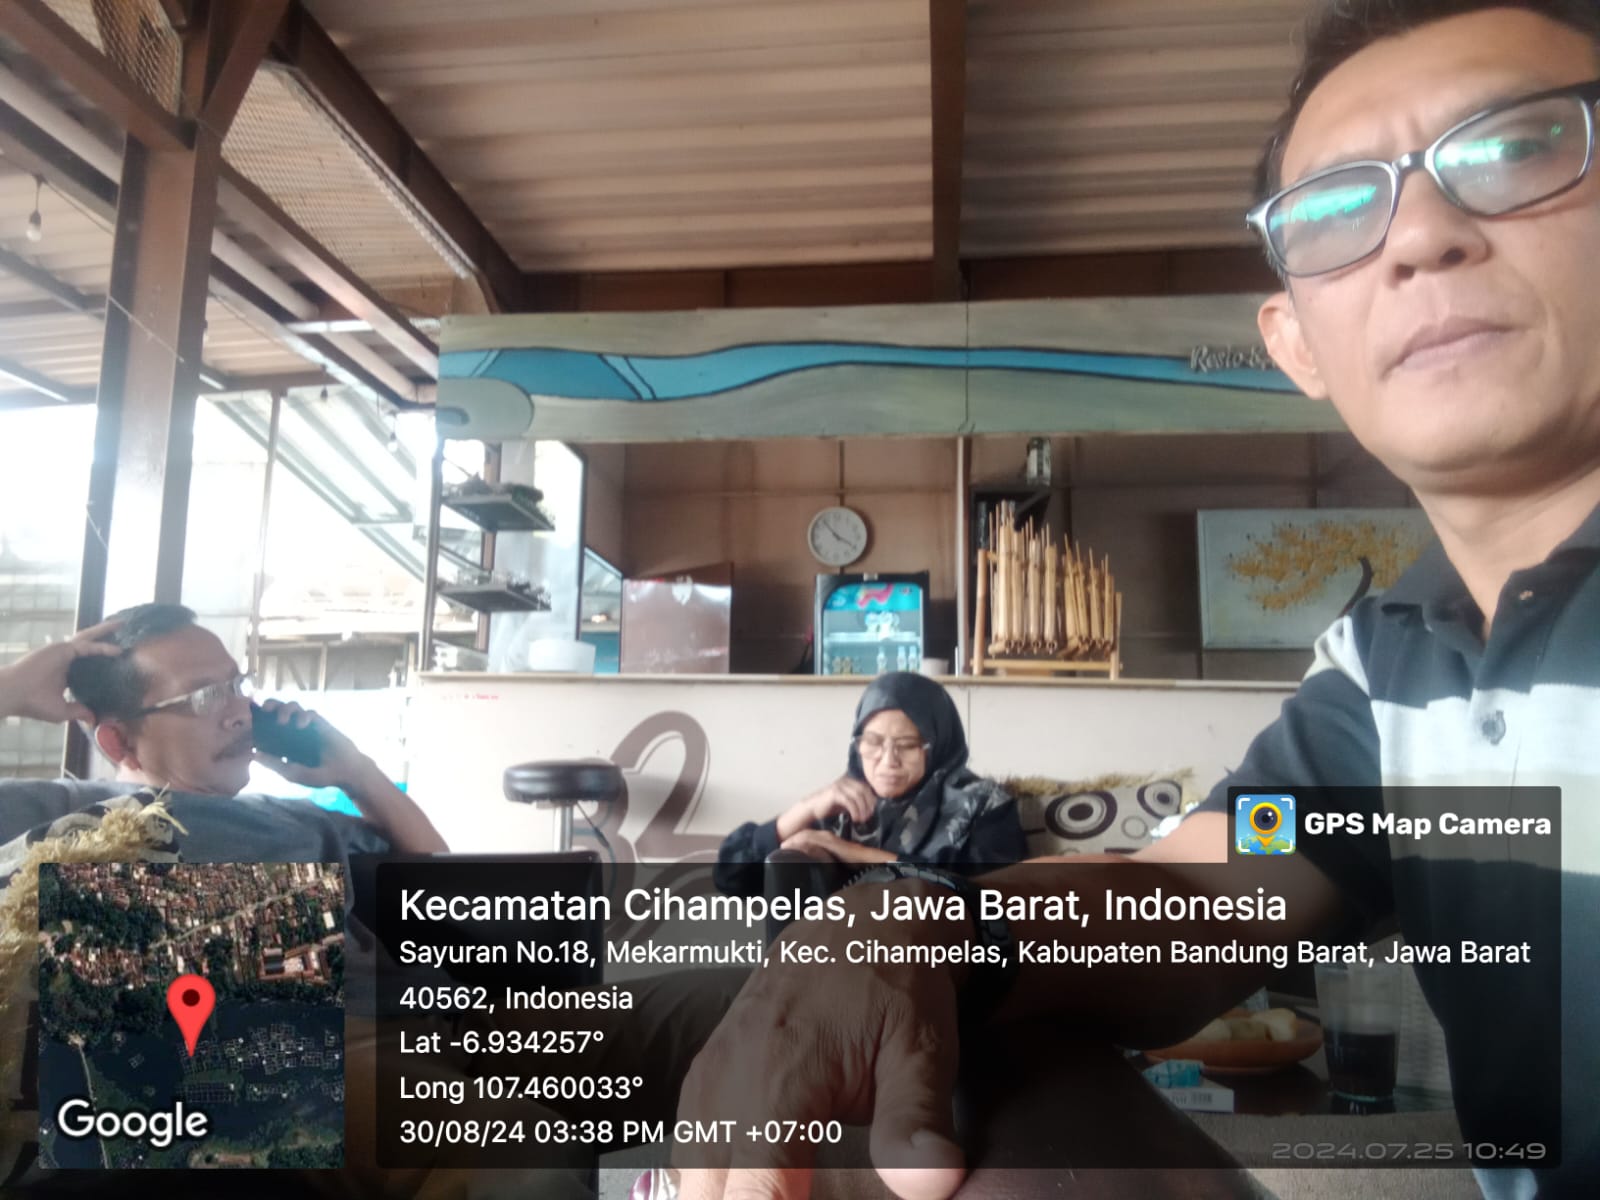 Resto &
32
GPS Map Camera
Kecamatan Cihampelas, Jawa Barat, Indonesia
Sayuran No.18, Mekarmukti, Kec. Cihampelas, Kabupaten Bandung Barat, Jawa Barat
40562, Indonesia
Lat -6.934257°
Long 107.460033°
30/08/24 03:38 PM GMT +07:00
Google
2024.07.25 10:49